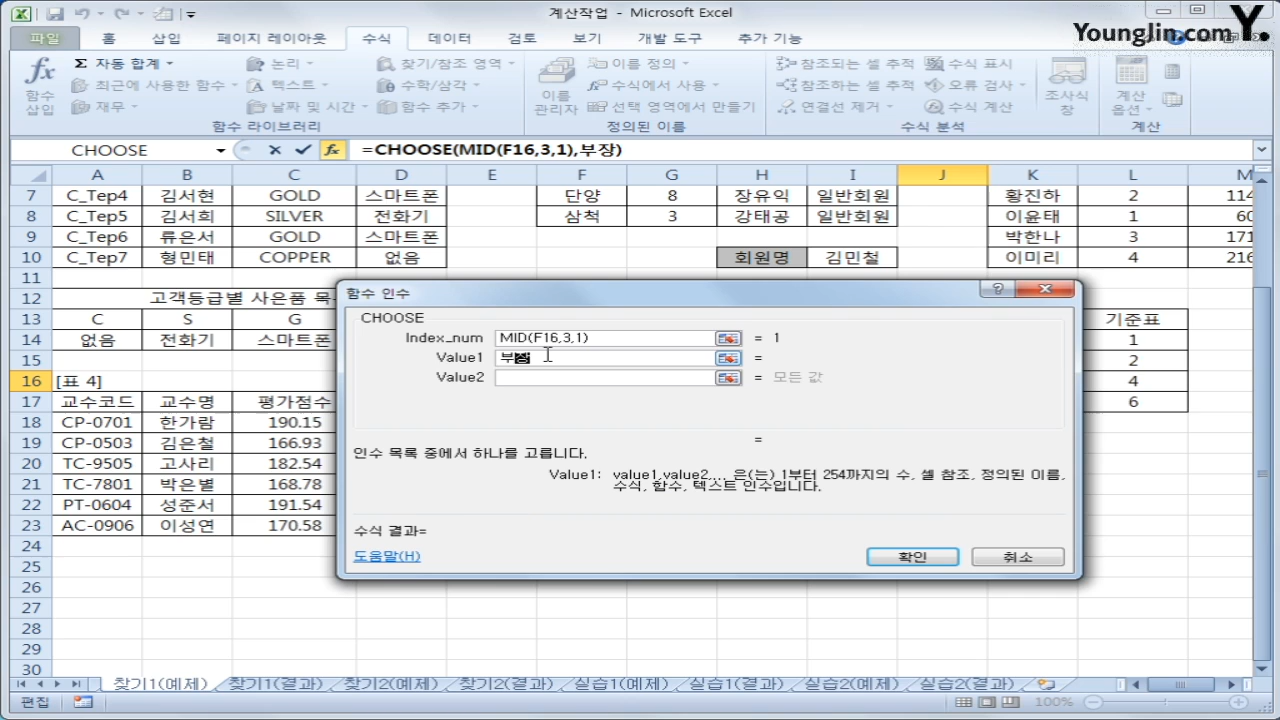 계산작업 - Microsoft Excel
Younglin.com Y.
파일 홈 삽입 페이지 레이아웃 수식 데이터 검토 보기 개발 도구 추가 기능
fx 함수 삽입
Σ 자동 합계
최근에 사용한 함수
재무
논리
텍스트
날짜 및 시간
찾기/참조 영역
수학/삼각
함수 추가
함수 라이브러리
이름 관리자
이름 정의
수식에서 사용
선택 영역에서 만들기
정의된 이름
참조되는 셀 추적
참조하는 셀 추적
연결선 제거
수식 표시
오류 검사
수식 계산
수식 분석
조사식 창
계산 옵션
계산
CHOOSE fx =CHOOSE(MID(F16,3,1),부장)
A B C D E F G H I J K L M
7 C_Tep4 김서현 GOLD 스마트폰 단양 8 장유익 일반회원 황진하 2 114
8 C_Tep5 김서희 SILVER 전화기 삼척 3 강태공 일반회원 이윤태 1 60
9 C_Tep6 류은서 GOLD 스마트폰 박한나 3 171
10 C_Tep7 형민태 COPPER 없음 회원명 김민철 이미리 4 216
11
12 고객등급별 사은품 목
13 C S G 기준표
14 없음 전화기 스마트폰 1
15 2
16 [표 4] 4
17 교수코드 교수명 평가점수 6
18 CP-0701 한가람 190.15
19 CP-0503 김은철 166.93
20 TC-9505 고사리 182.54
21 TC-7801 박은별 168.78
22 PT-0604 성준서 191.54
23 AC-0906 이성연 170.58
24
25
26
27
28
29
30
함수 인수
CHOOSE
Index_num MID(F16,3,1) = 1
Value1 부장 =
Value2 = 모든 값
=
인수 목록 중에서 하나를 고릅니다.
Value1: value1,value2,... 은(는) 1부터 254까지의 수, 셀 참조, 정의된 이름,
수식, 함수, 텍스트 인수입니다.
수식 결과=
도움말(H) 확인 취소
찾기1(예제) 찾기1(결과) 찾기2(예제) 찾기2(결과) 실습1(예제) 실습1(결과) 실습2(예제) 실습2(결과)
편집 100%